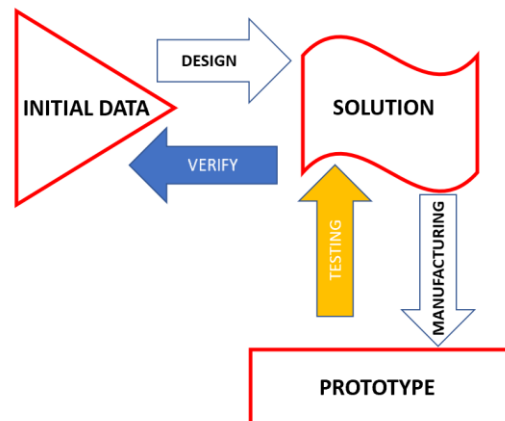 DESIGN
INITIAL DATA
SOLUTION
VERIFY
TESTING
MANUFACTURING
PROTOTYPE